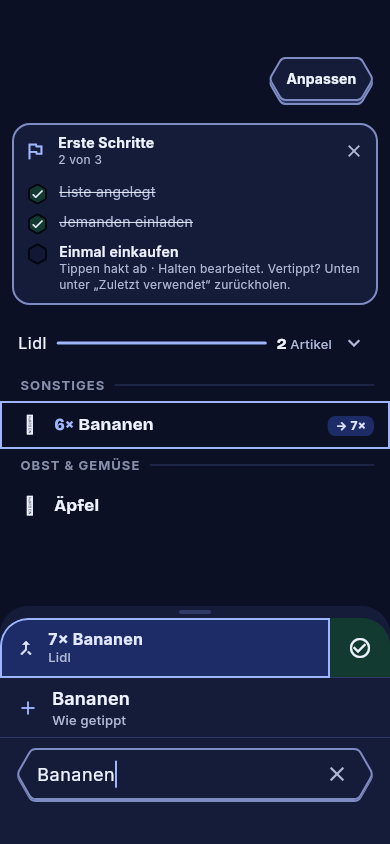 Anpassen
Erste Schritte
2 von 3
Liste angelegt
Jemanden einladen
Einmal einkaufen
Tippen hakt ab · Halten bearbeitet. Vertippt? Unten
unter „Zuletzt verwendet“ zurückholen.
Lidl 2 Artikel
SONSTIGES
6× Bananen → 7×
OBST & GEMÜSE
Äpfel
7× Bananen
Lidl
Bananen
Wie getippt
Bananen